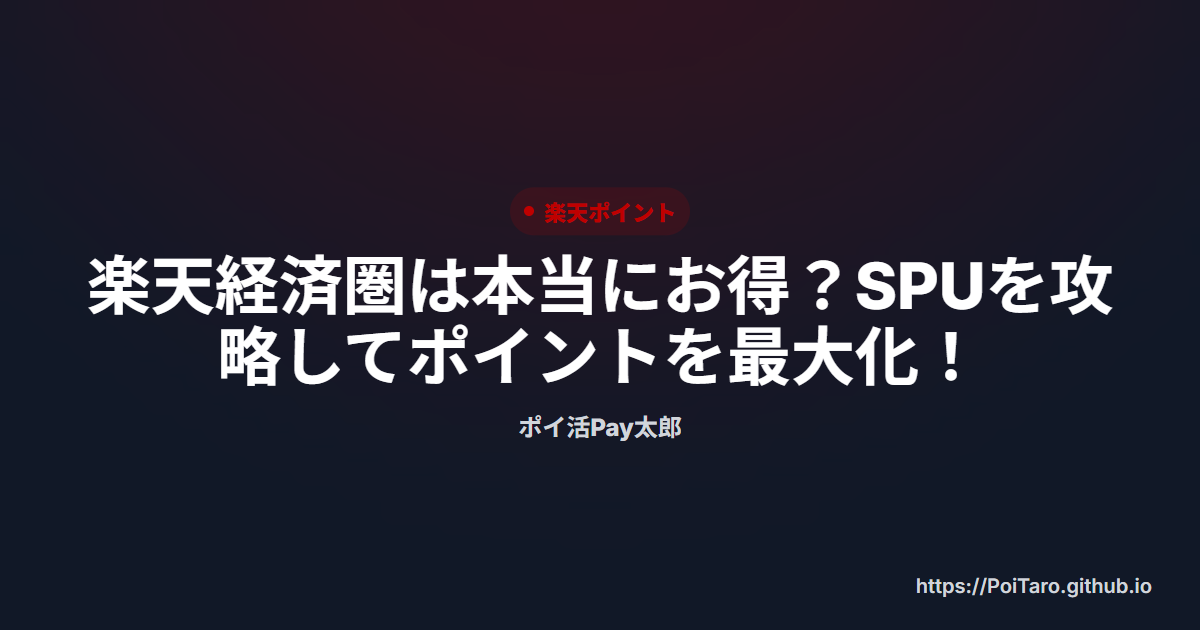 楽天ポイント
楽天経済圏は本当にお得？SPUを攻
略してポイントを最大化！
ポイ活Pay太郎
https://PoiTaro.github.io